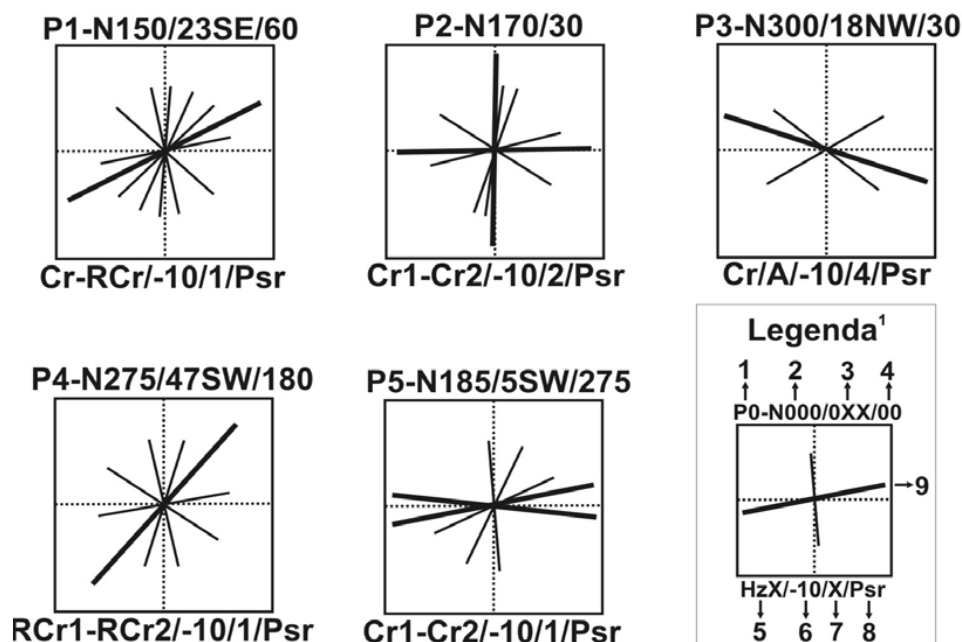 P1-N150/23SE/60
Cr-RCr/-10/1/Psr
P2-N170/30
Cr1-Cr2/-10/2/Psr
P3-N300/18NW/30
Cr/A/-10/4/Psr
P4-N275/47SW/180
RCr1-RCr2/-10/1/Psr
P5-N185/5SW/275
Cr1-Cr2/-10/1/Psr
Legenda¹
1 2 3 4
P0-N000/0XX/00
9
HzX/-10/X/Psr
5 6 7 8